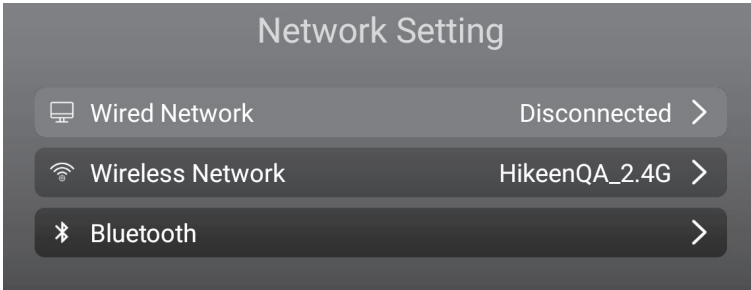 Network Setting
Wired Network Disconnected
Wireless Network HikeenQA_2.4G
Bluetooth